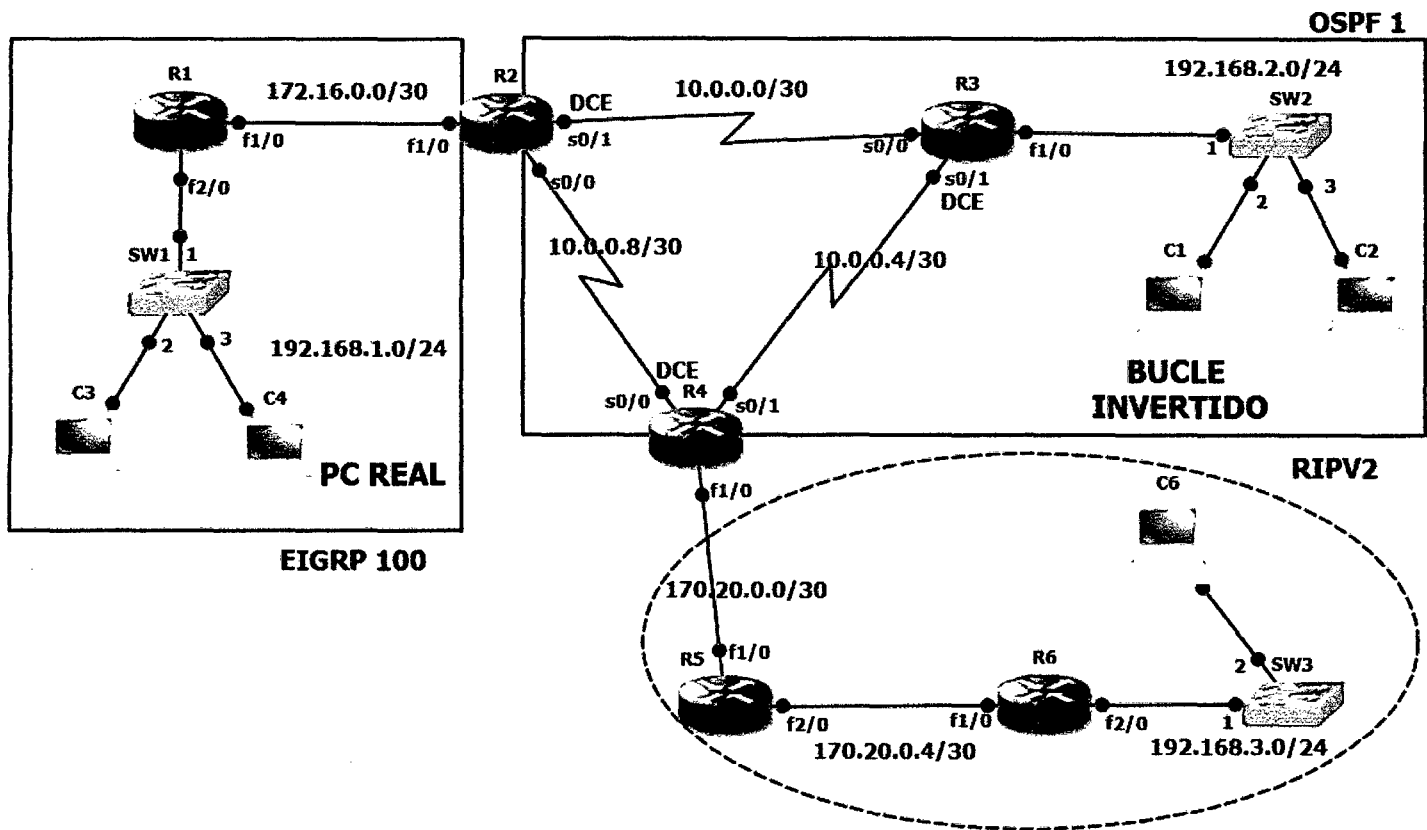 OSPF 1
R1
172.16.0.0/30
R2
DCE
10.0.0.0/30
R3
192.168.2.0/24
SW2
f1/0
f1/0
s0/1
s0/0
f1/0
1
f2/0
s0/0
s0/1
DCE
2
3
SW1
1
10.0.0.8/30
10.0.0.4/30
C1
C2
2
3
192.168.1.0/24
C3
C4
DCE
R4
s0/0
s0/1
BUCLE
INVERTIDO
PC REAL
RIPV2
f1/0
C6
EIGRP 100
170.20.0.0/30
R5
f1/0
R6
2
SW3
f2/0
f1/0
f2/0
1
170.20.0.4/30
192.168.3.0/24